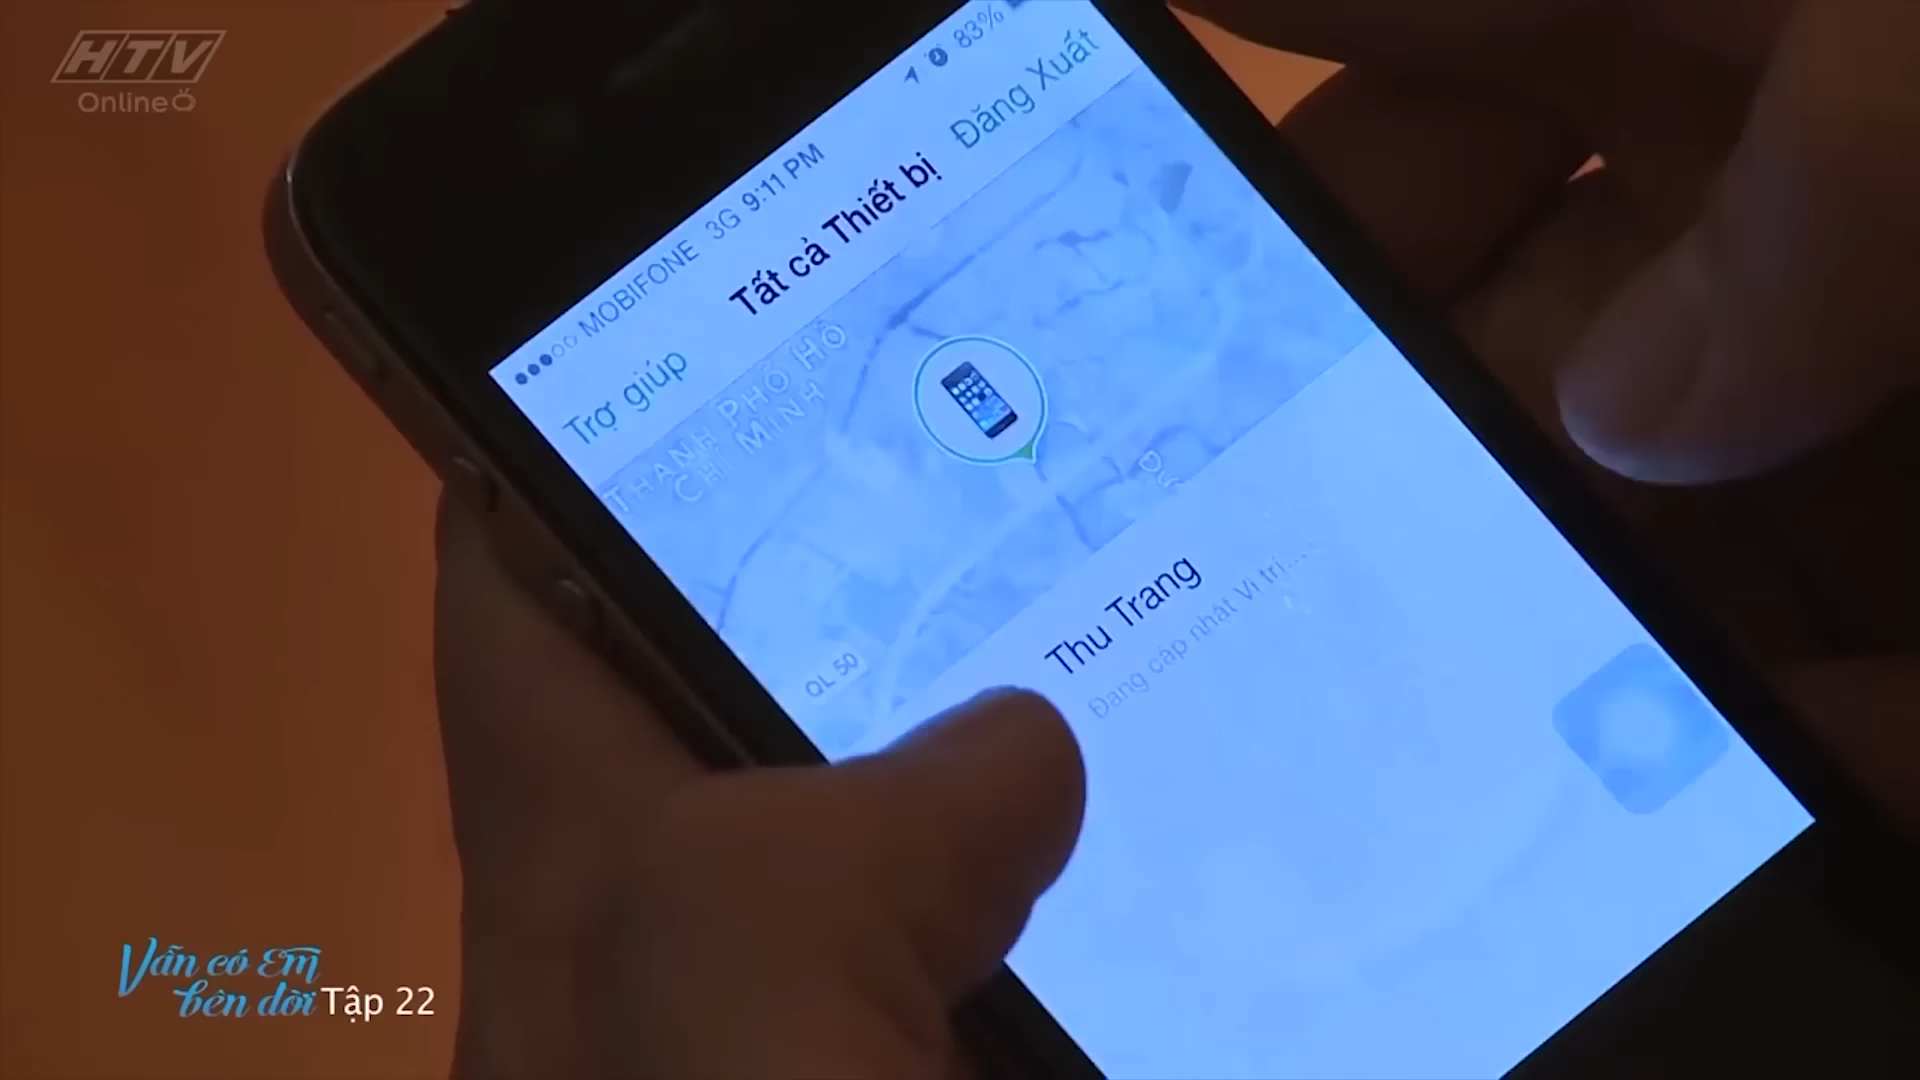 HTV
Online
●●●○○ MOBIFONE 3G 9:11 PM 83%
Trợ giúp Tất cả Thiết bị Đăng Xuất
THÀNH PHỐ HỒ
CHÍ MINH
QL 50
Thu Trang
Đang cập nhật Vị trí...
Vẫn có Em
bên đời Tập 22